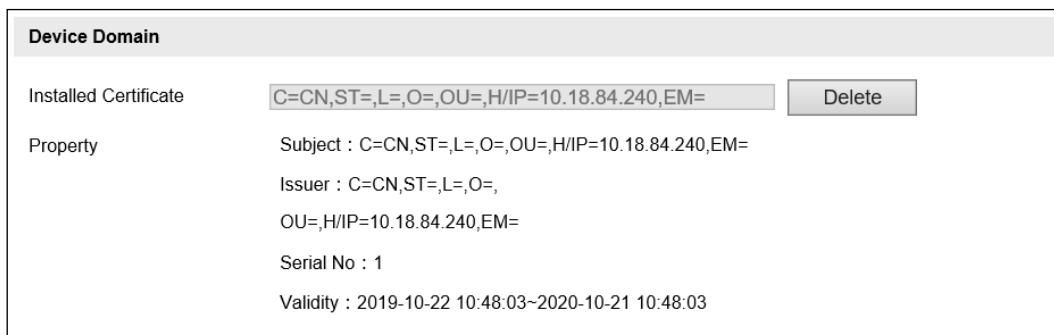 Device Domain
Installed Certificate C=CN,ST=,L=,O=,OU=,H/IP=10.18.84.240,EM= Delete
Property Subject：C=CN,ST=,L=,O=,OU=,H/IP=10.18.84.240,EM=
Issuer：C=CN,ST=,L=,O=,
OU=,H/IP=10.18.84.240,EM=
Serial No：1
Validity：2019-10-22 10:48:03~2020-10-21 10:48:03